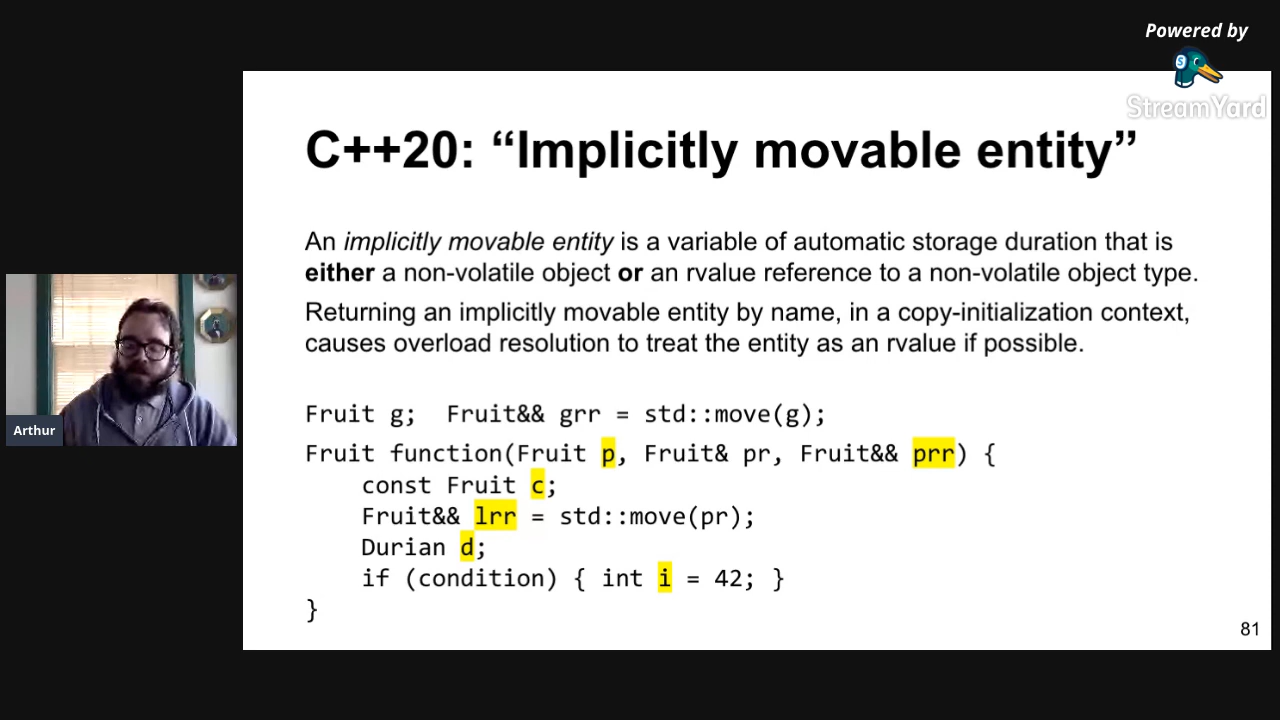 Powered by
StreamYard
C++20: “Implicitly movable entity”
An implicitly movable entity is a variable of automatic storage duration that is
either a non-volatile object or an rvalue reference to a non-volatile object type.
Returning an implicitly movable entity by name, in a copy-initialization context,
causes overload resolution to treat the entity as an rvalue if possible.
Fruit g;  Fruit&& grr = std::move(g);
Fruit function(Fruit p, Fruit& pr, Fruit&& prr) {
    const Fruit c;
    Fruit&& lrr = std::move(pr);
    Durian d;
    if (condition) { int i = 42; }
}
Arthur
81